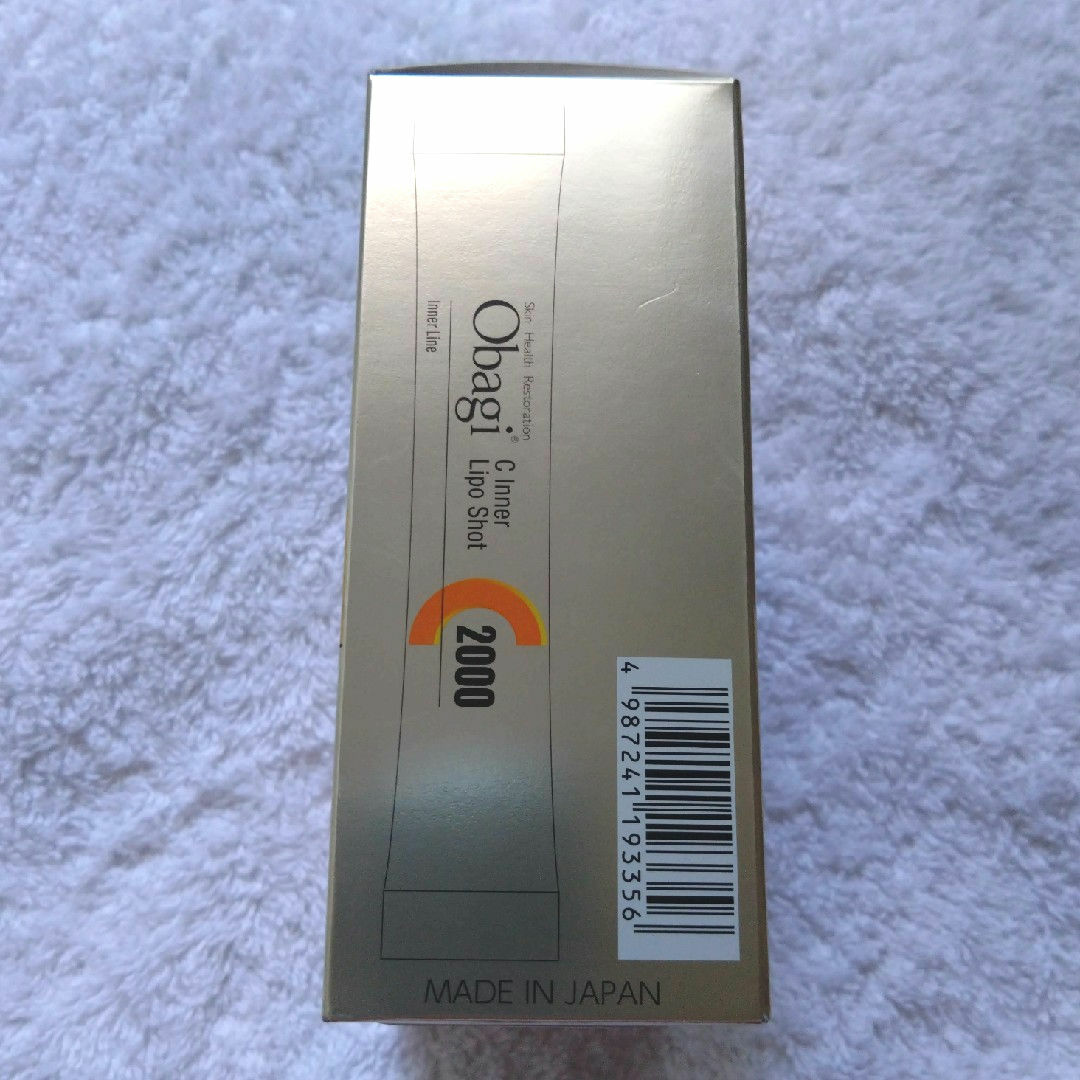 Skin Health Restoration
Obagi® C Inner
Lipo Shot
Inner Line
2000
4 987241 193356
MADE IN JAPAN